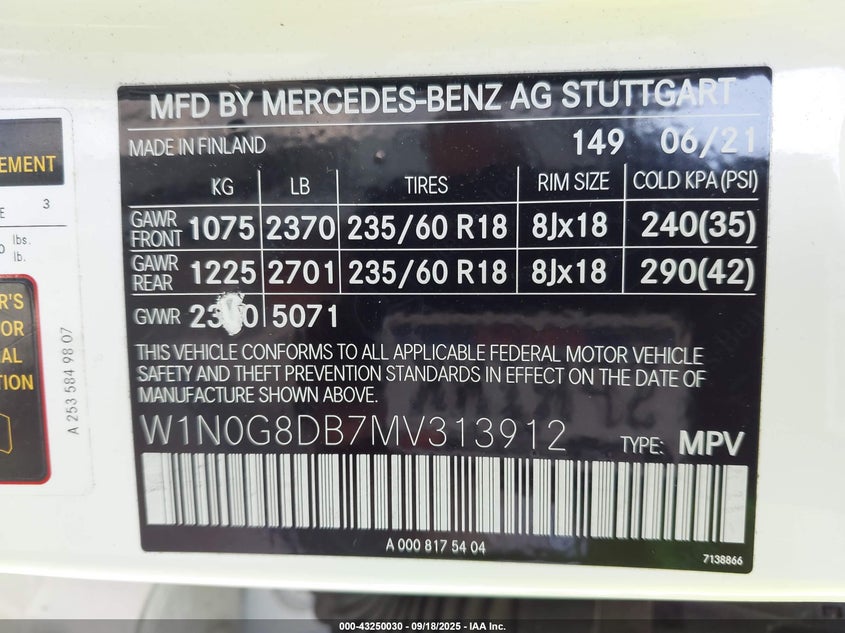 MFD BY MERCEDES-BENZ AG STUTTGART
MADE IN FINLAND 149 06/21
KG LB TIRES RIM SIZE COLD KPA(PSI)
GAWR FRONT 1075 2370 235/60 R18 8Jx18 240(35)
GAWR REAR 1225 2701 235/60 R18 8Jx18 290(42)
GVWR 5071
THIS VEHICLE CONFORMS TO ALL APPLICABLE FEDERAL MOTOR VEHICLE
SAFETY AND THEFT PREVENTION STANDARDS IN EFFECT ON THE DATE OF
MANUFACTURE SHOWN ABOVE.
W1N0G8DB7MV313912 TYPE: MPV
A 000 817 54 04
7138866
EMENT
E 3
lbs.
lb.
R'S
OR
AL
TION
A 253 584 98 07
000-43250030 - 09/18/2025 - IAA Inc.